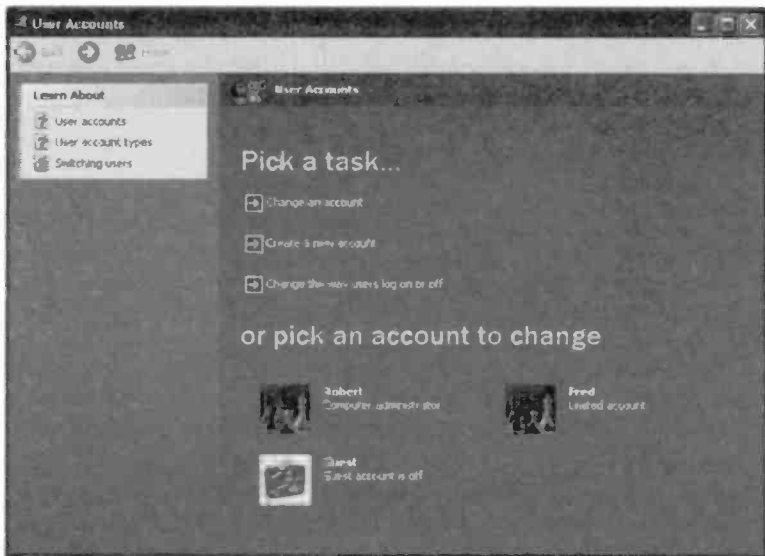 User Accounts
Back
Home
Learn About
User accounts
User account types
Switching users
User Accounts
Pick a task...
Change an account
Create a new account
Change the way users log on or off
or pick an account to change
Robert
Computer administrator
Fred
Limited account
Guest
Guest account is off